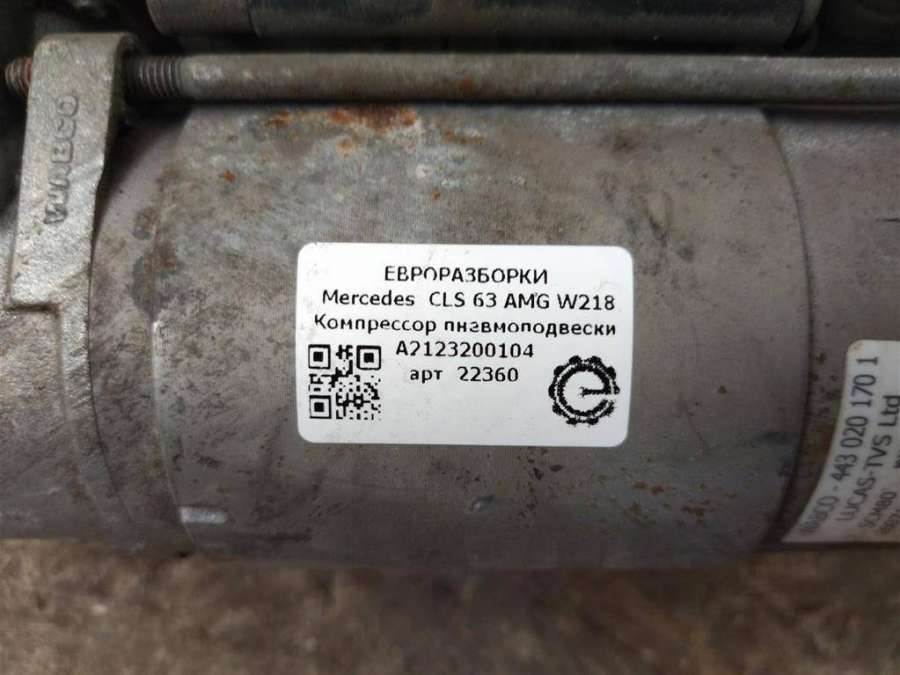 WABCO
ЕВРОРАЗБОРКИ
Mercedes CLS 63 AMG W218
Компрессор пневмоподвески
A2123200104
арт 22360
WABCO - 443 020 170 1
LUCAS-TVS Ltd